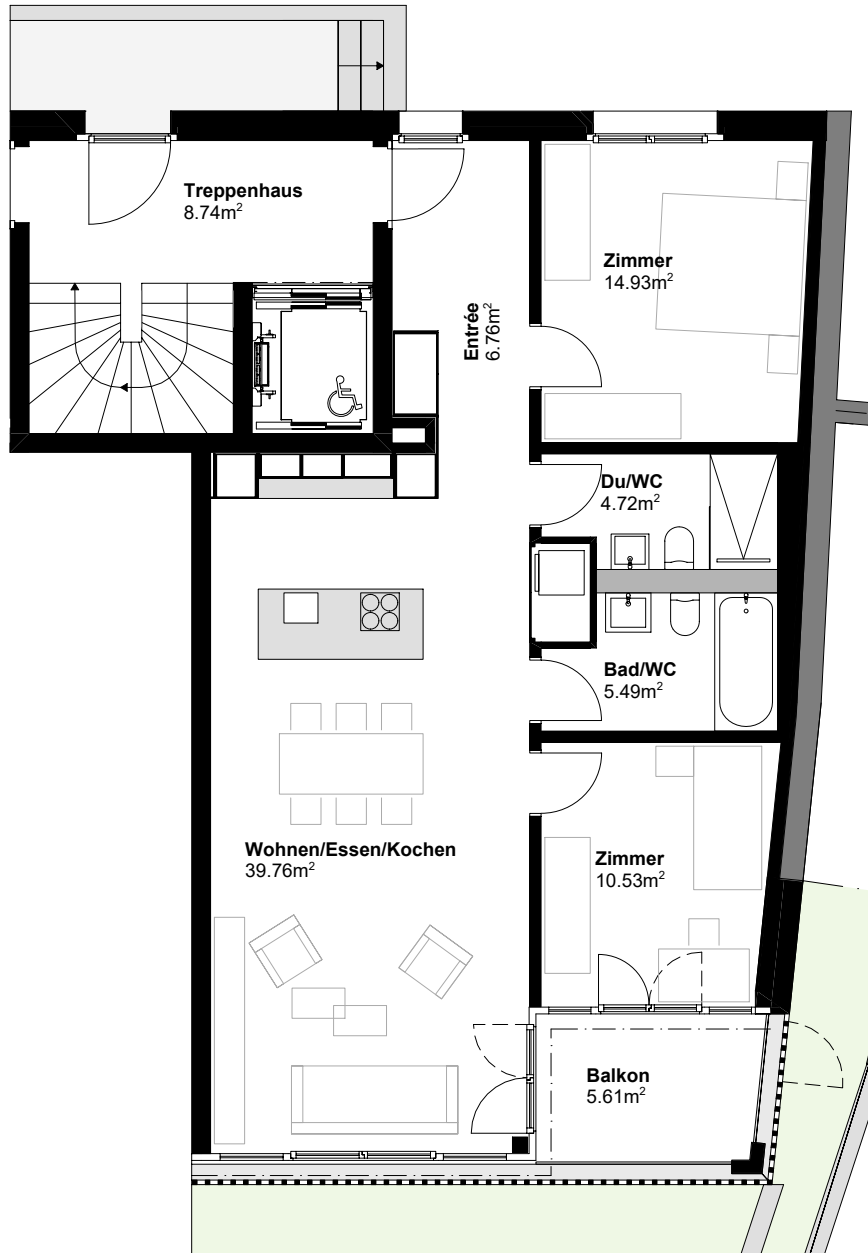 Treppenhaus
8.74m²
Zimmer
14.93m²
Entrée
6.76m²
Du/WC
4.72m²
Bad/WC
5.49m²
Wohnen/Essen/Kochen
39.76m²
Zimmer
10.53m²
Balkon
5.61m²